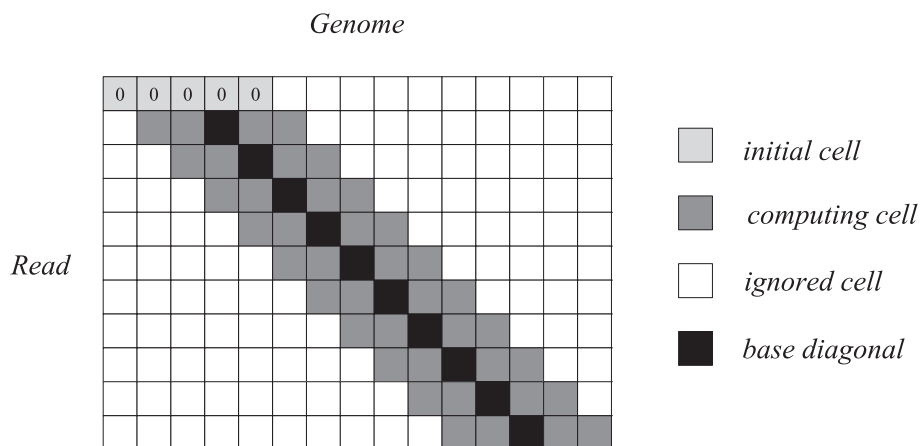 Genome
0 0 0 0 0
initial cell
computing cell
Read
ignored cell
base diagonal